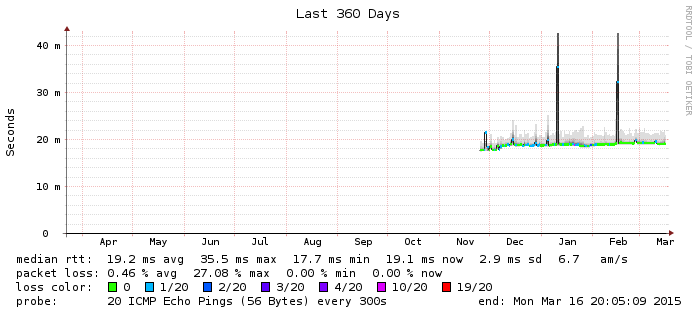 Last 360 Days
RRDTOOL / TOBI OETIKER
Seconds
40 m
30 m
20 m
10 m
0
Apr May Jun Jul Aug Sep Oct Nov Dec Jan Feb Mar
median rtt: 19.2 ms avg 35.5 ms max 17.7 ms min 19.1 ms now 2.9 ms sd 6.7 am/s
packet loss: 0.46 % avg 27.08 % max 0.00 % min 0.00 % now
loss color: 0 1/20 2/20 3/20 4/20 10/20 19/20
probe: 20 ICMP Echo Pings (56 Bytes) every 300s end: Mon Mar 16 20:05:09 2015